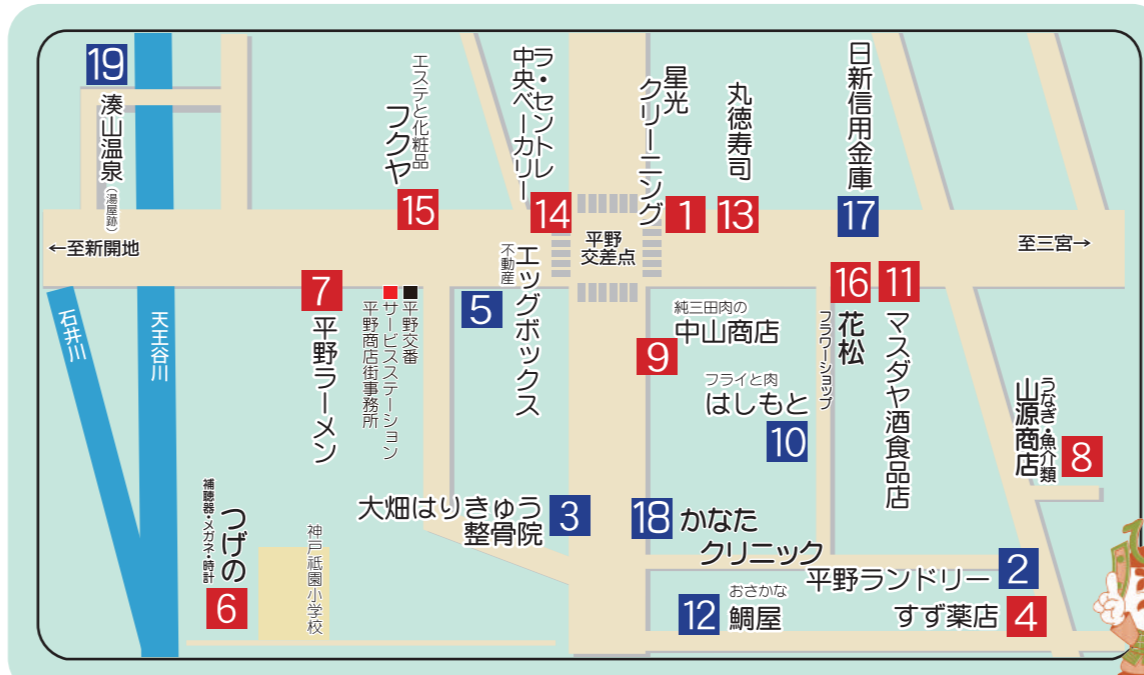 19
湊山温泉
（湯屋跡）
エステと化粧品
フクヤ
15
ラ・セントレ
中央ベーカリー
14
星光
クリーニング
1
丸徳寿司
13
日新信用金庫
17
←至新開地
平野
交差点
至三宮→
石井川
天王谷川
7
平野ラーメン
平野交番
サービスステーション
平野商店街事務所
5
不動産
エッグボックス
純三田肉の
中山商店
9
フライと肉
はしもと
10
16
花松
フラワーショップ
11
マスダヤ酒食品店
うなぎ・魚介類
山源商店
8
大畑はりきゅう
整骨院
3
18
かなた
クリニック
つげの
補聴器・メガネ・時計
6
神戸祇園小学校
平野ランドリー
2
おさかな
鯛屋
12
すず薬店
4